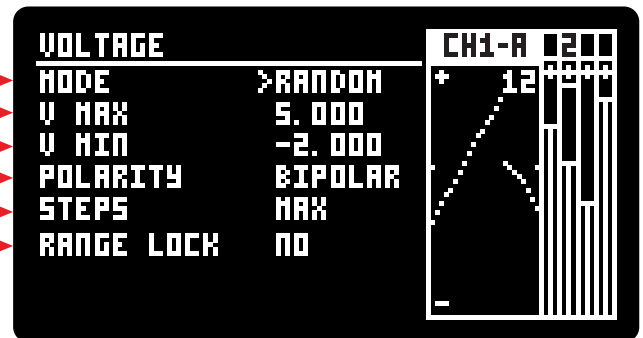 VOLTAGE
MODE >RANDOM
V MAX 5.000
V MIN -2.000
POLARITY BIPOLAR
STEPS MAX
RANGE LOCK NO
CH1-A 2
+ 12
-